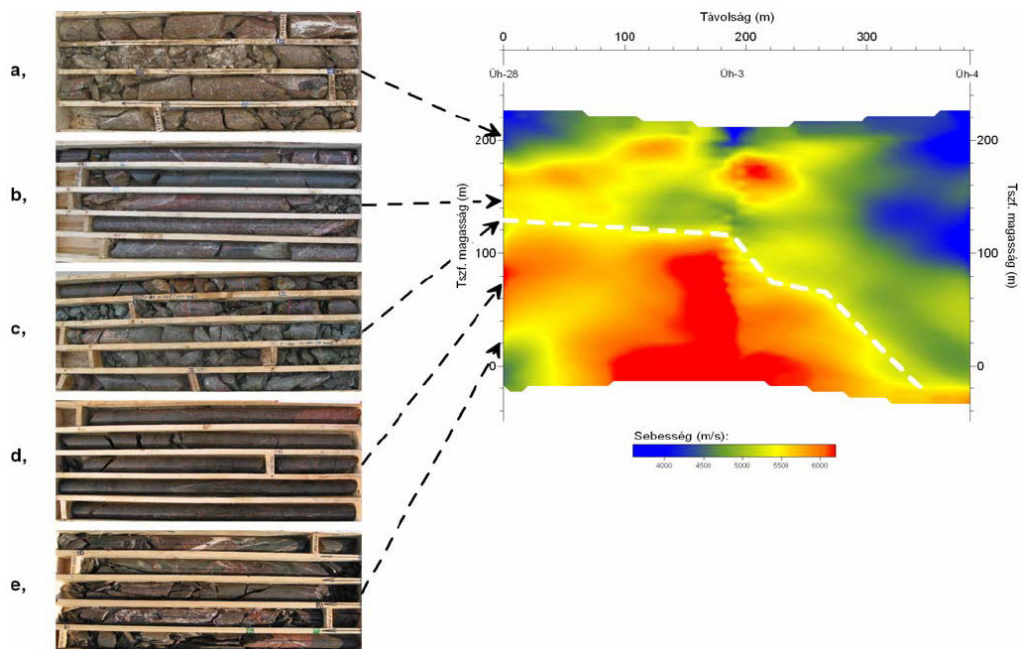 a,
b,
c,
d,
e,
Távolság (m)
0 100 200 300
Üh-28 Üh-3 Üh-4
200 200
Tszf. magasság (m) Tszf. magasság (m)
100 100
0 0
Sebesség (m/s):
4000 4500 5000 5500 6000